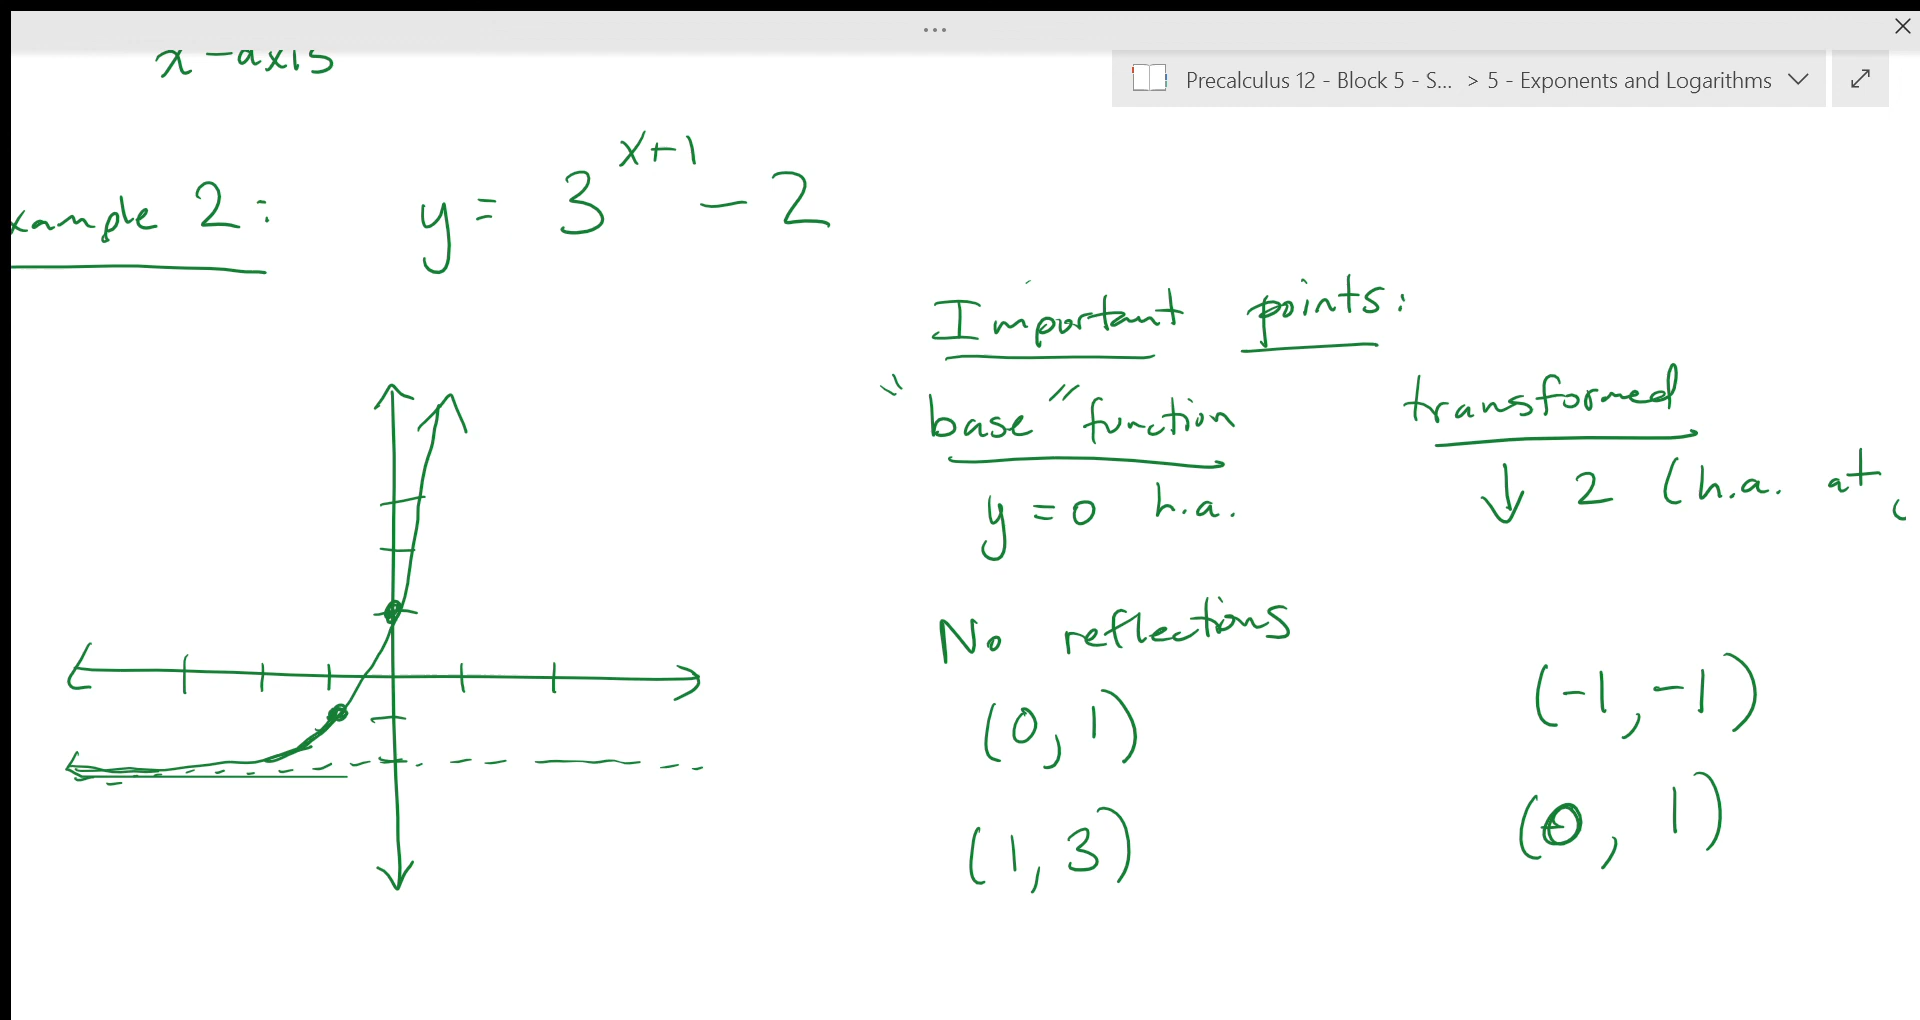 x-axis
Precalculus 12 - Block 5 - S... > 5 - Exponents and Logarithms
xample 2: y = 3^{x+1} - 2
Important points:
"base" function transformed
y = 0 h.a. ↓ 2 (h.a. at
No reflections
(0, 1) (-1, -1)
(1, 3) (0, 1)